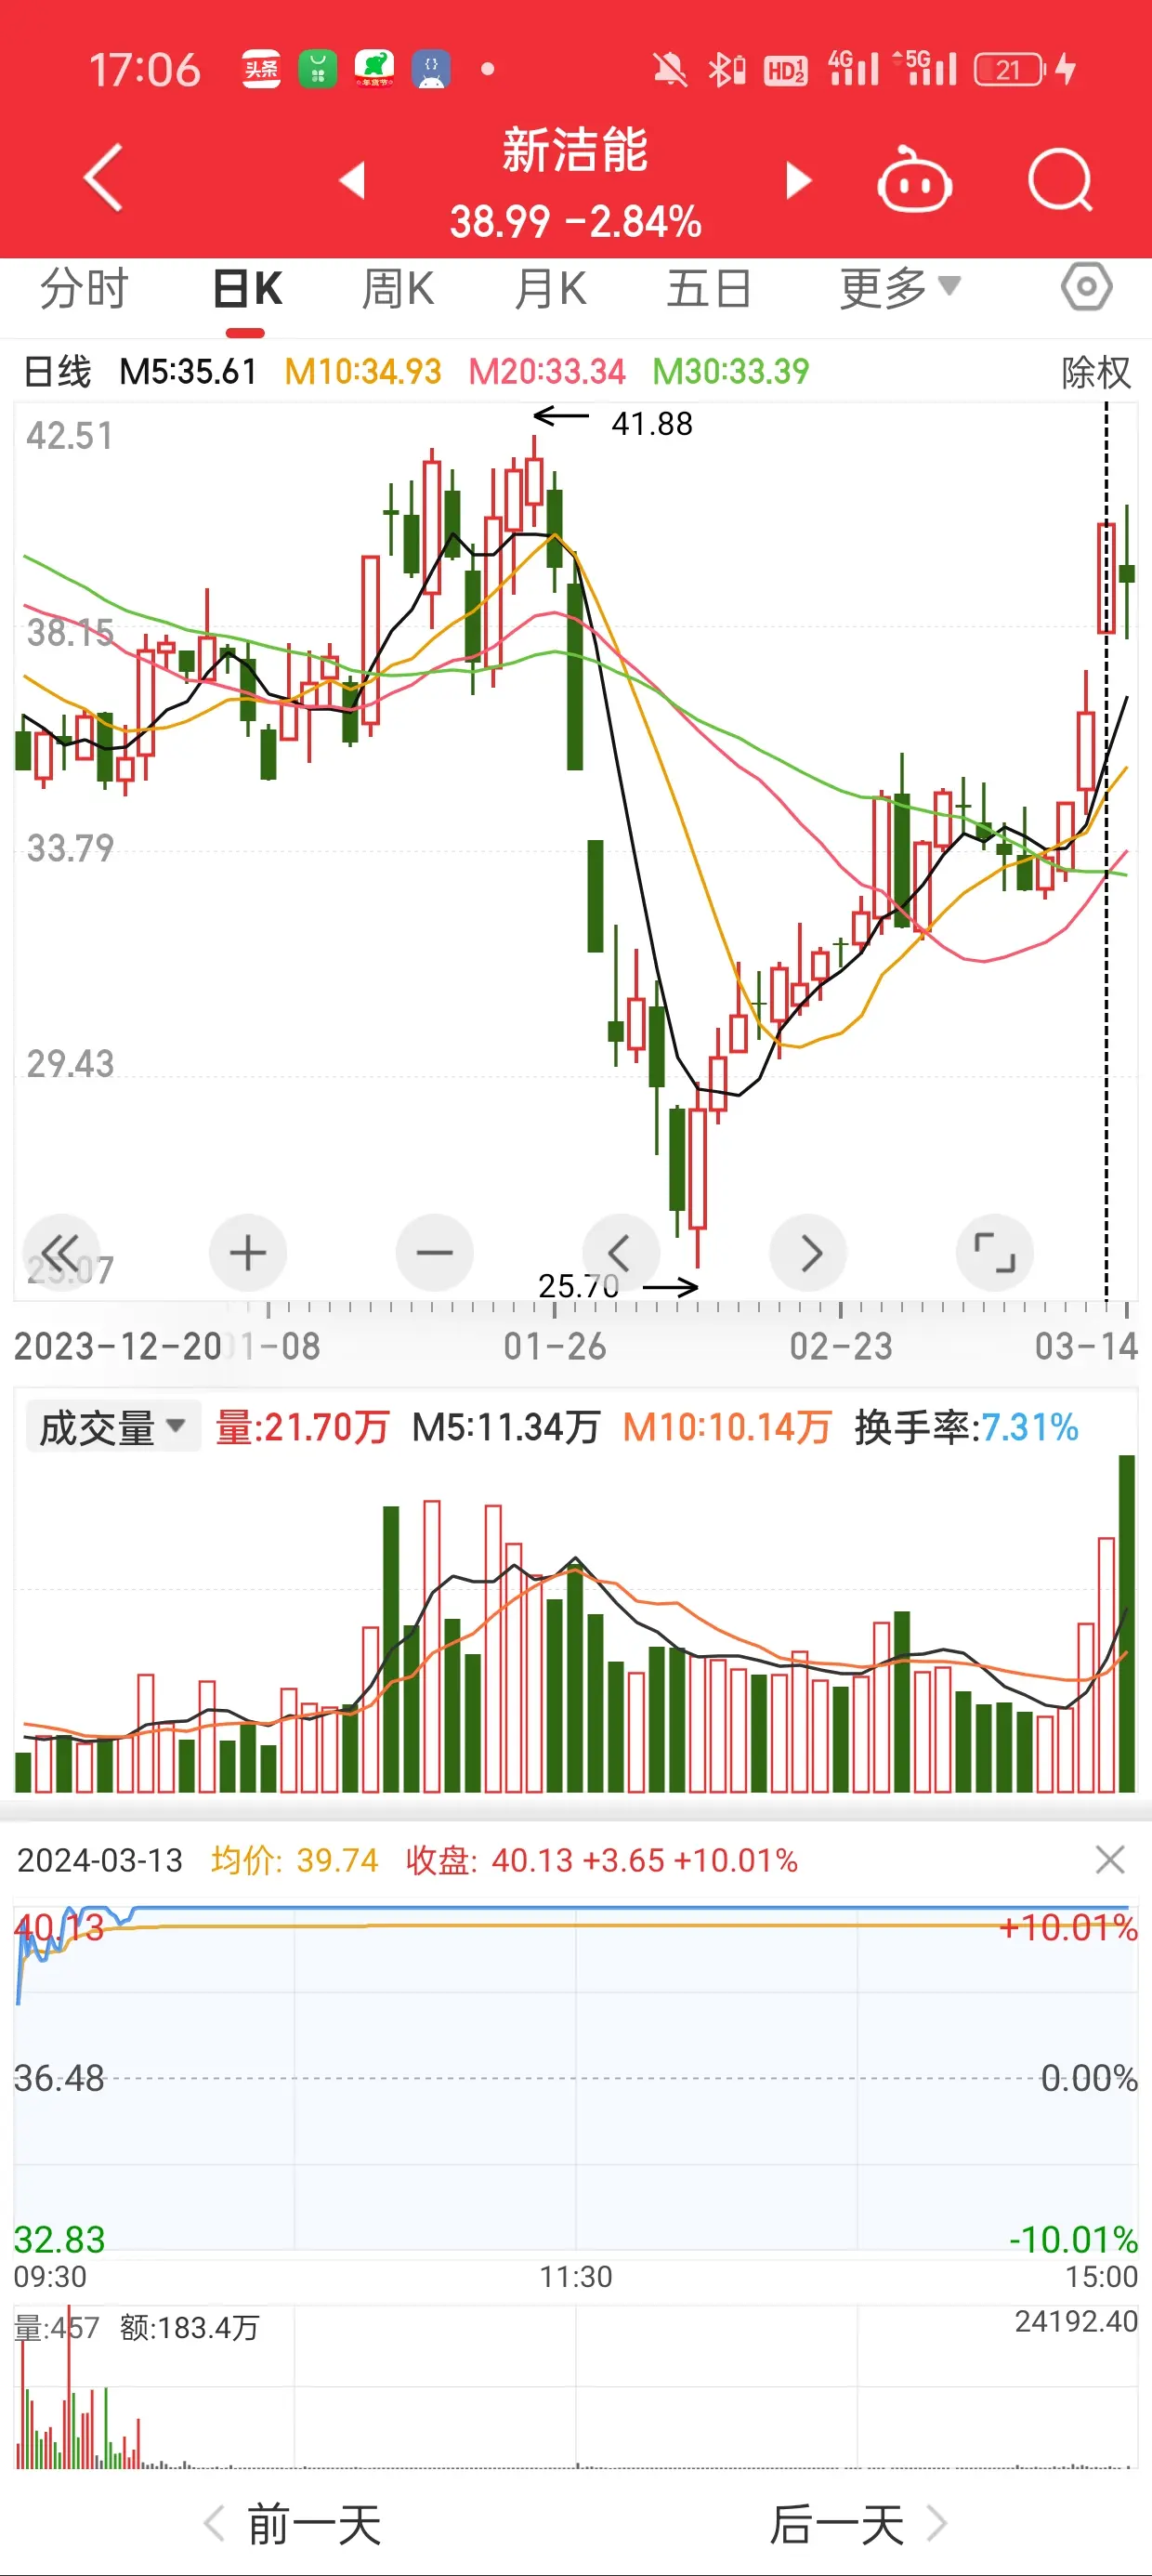 17:06 头条 年货节 {} HD1 2 4G 5G 21
新洁能
38.99 -2.84%
分时 日K 周K 月K 五日 更多
日线 M5:35.61 M10:34.93 M20:33.34 M30:33.39 除权
42.51
41.88
38.15
33.79
29.43
25.07
25.70
2023-12-20 01-08 01-26 02-23 03-14
成交量 量:21.70万 M5:11.34万 M10:10.14万 换手率:7.31%
2024-03-13 均价: 39.74 收盘: 40.13 +3.65 +10.01%
40.13 +10.01%
36.48 0.00%
32.83 -10.01%
09:30 11:30 15:00
量:457 额:183.4万 24192.40
前一天 后一天